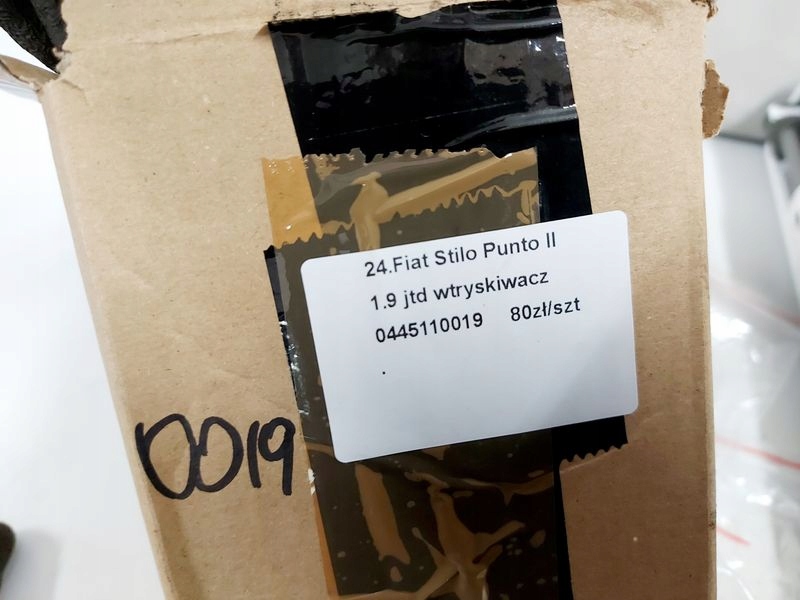 24.Fiat Stilo Punto II
1.9 jtd wtryskiwacz
0445110019 80zł/szt
0019